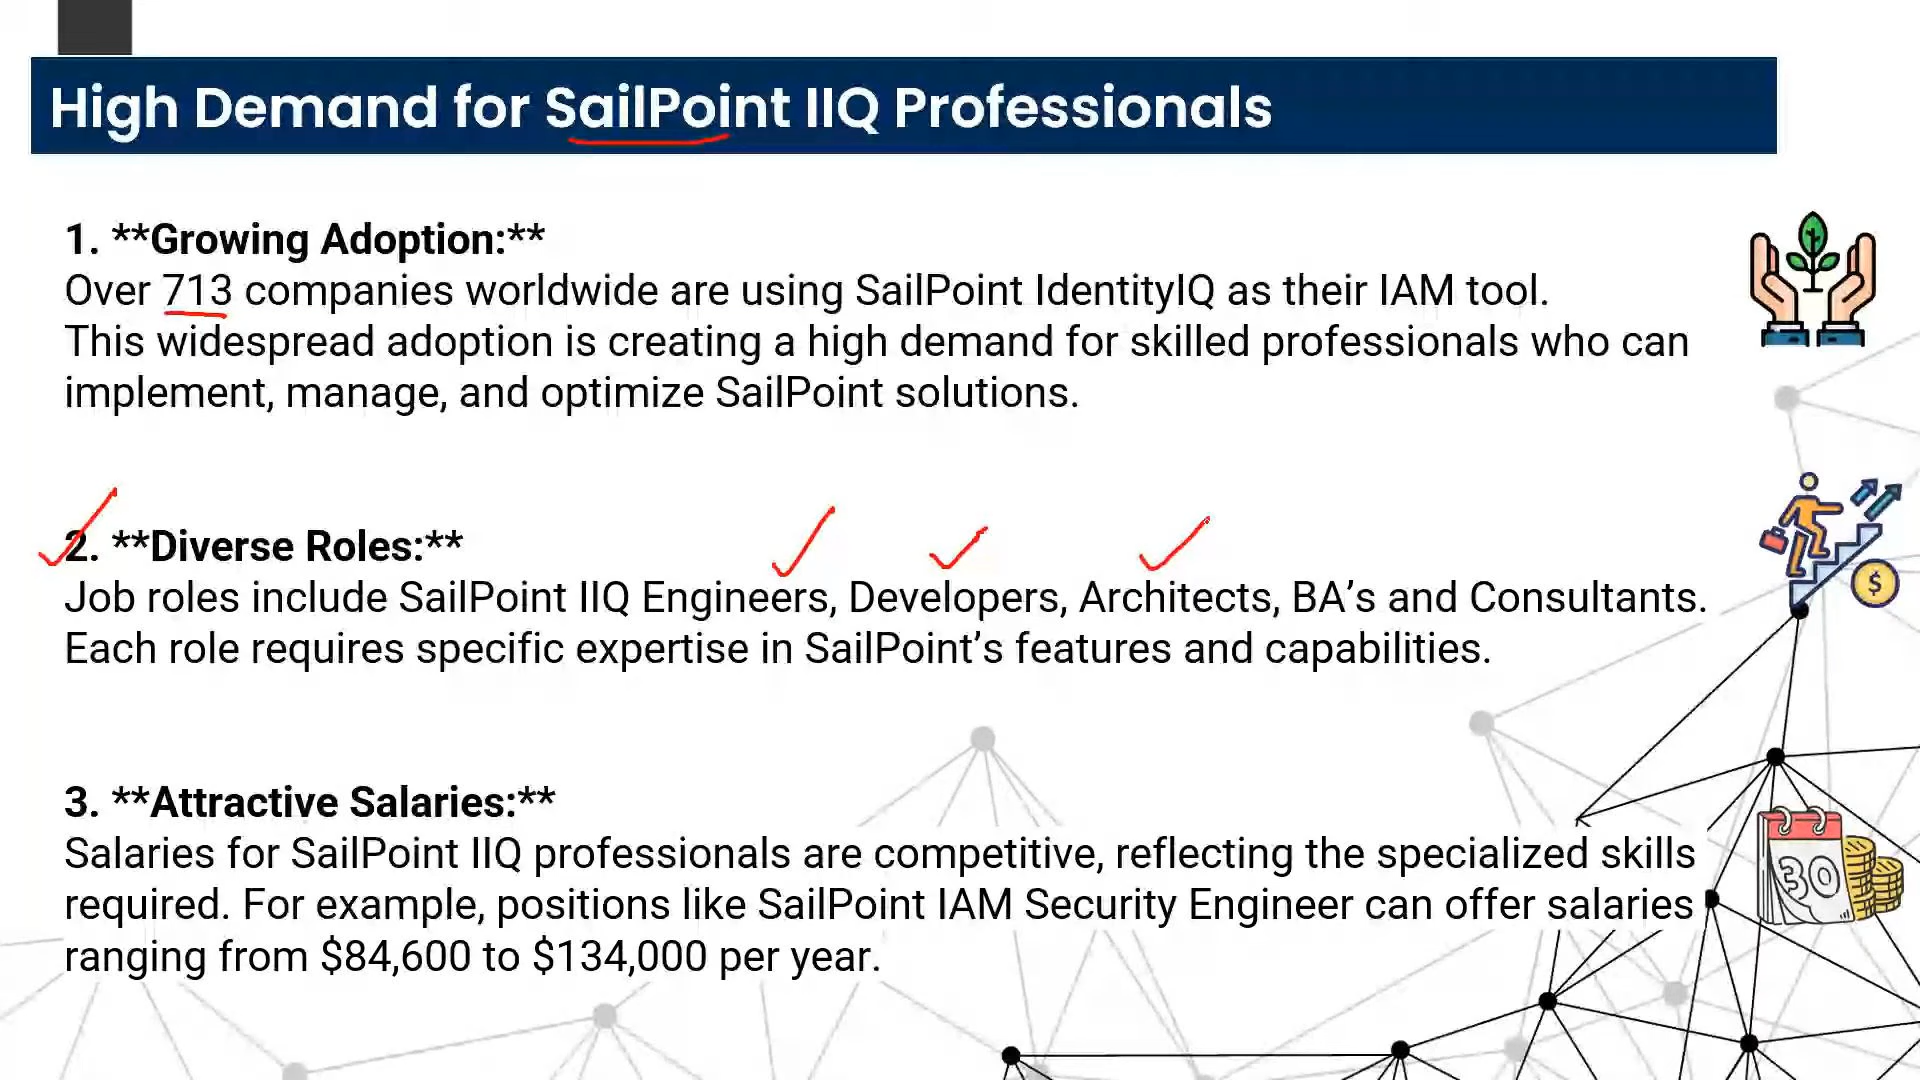 High Demand for SailPoint IIQ Professionals
1. **Growing Adoption:**
Over 713 companies worldwide are using SailPoint IdentityIQ as their IAM tool.
This widespread adoption is creating a high demand for skilled professionals who can
implement, manage, and optimize SailPoint solutions.
2. **Diverse Roles:**
Job roles include SailPoint IIQ Engineers, Developers, Architects, BA’s and Consultants.
Each role requires specific expertise in SailPoint’s features and capabilities.
$
3. **Attractive Salaries:**
Salaries for SailPoint IIQ professionals are competitive, reflecting the specialized skills
required. For example, positions like SailPoint IAM Security Engineer can offer salaries
ranging from $84,600 to $134,000 per year.
30